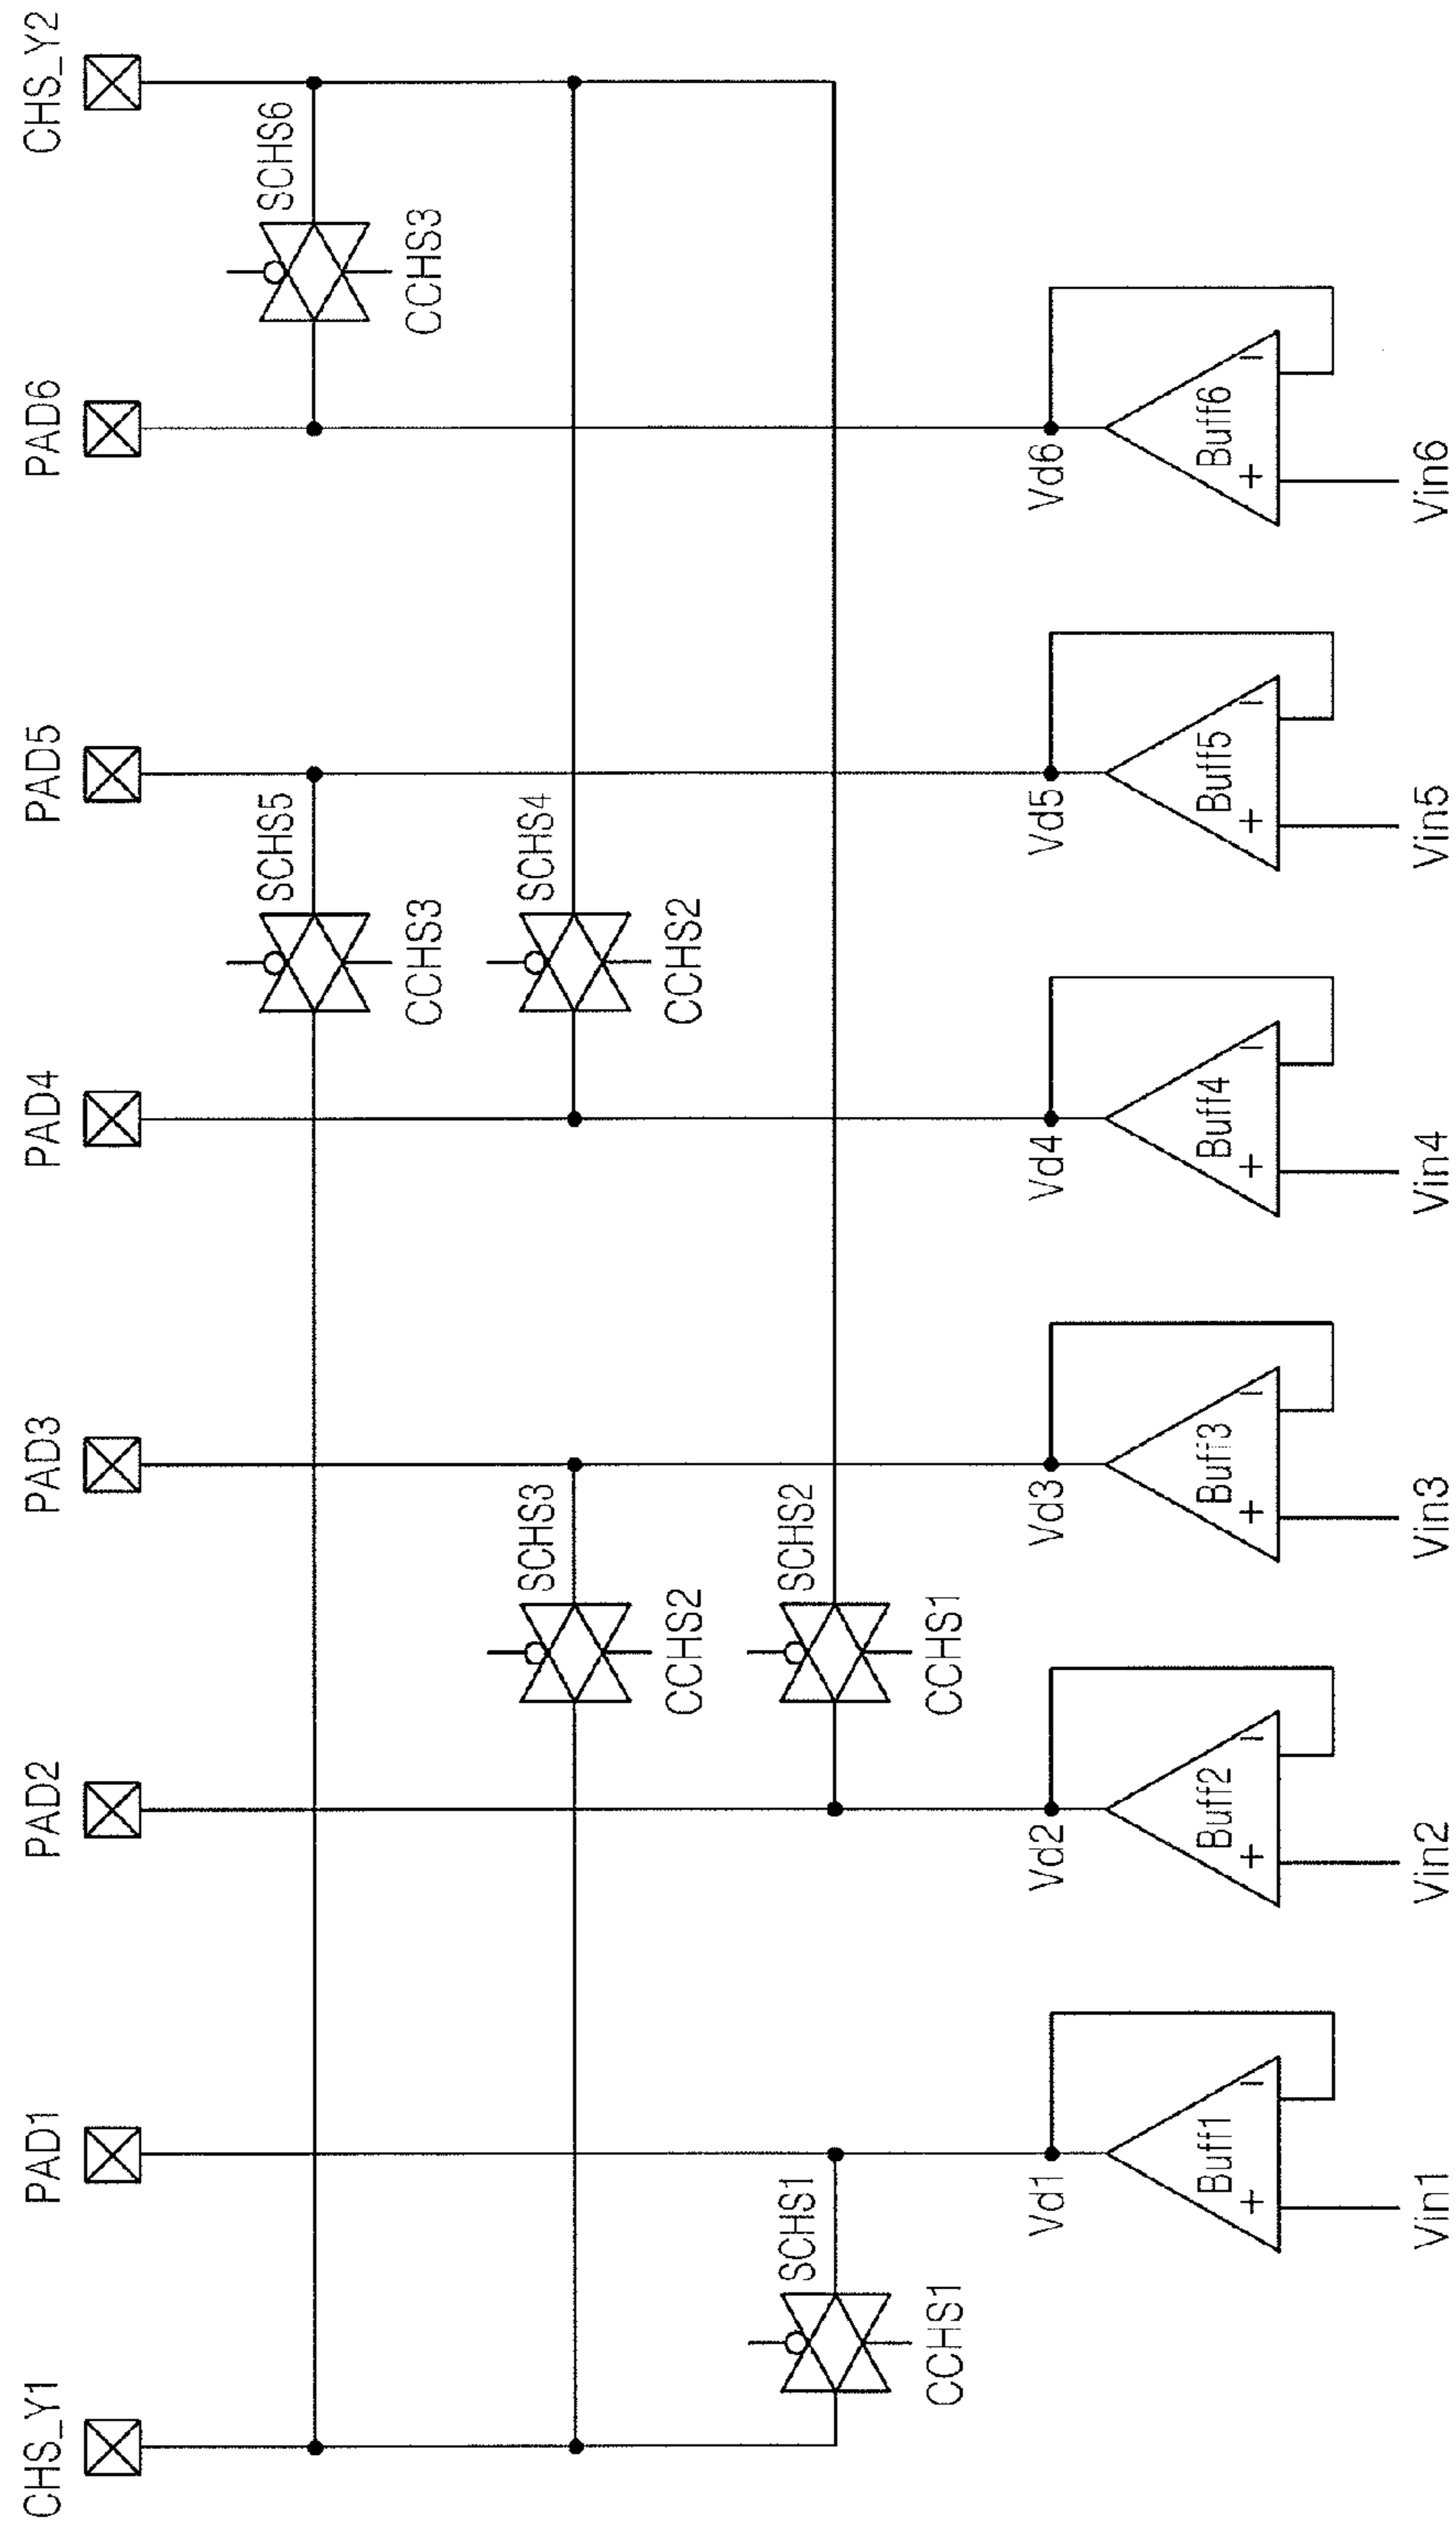 CHS_Y1 PAD1 PAD2 PAD3 PAD4 PAD5 PAD6 CHS_Y2
SCHS5 SCHS6
CCHS3 CCHS3
SCHS3 SCHS4
CCHS2 CCHS2
SCHS1 SCHS2
CCHS1 CCHS1
Vd1 Vd2 Vd3 Vd4 Vd5 Vd6
Buff1 Buff2 Buff3 Buff4 Buff5 Buff6
+ − + − + − + − + − + −
Vin1 Vin2 Vin3 Vin4 Vin5 Vin6